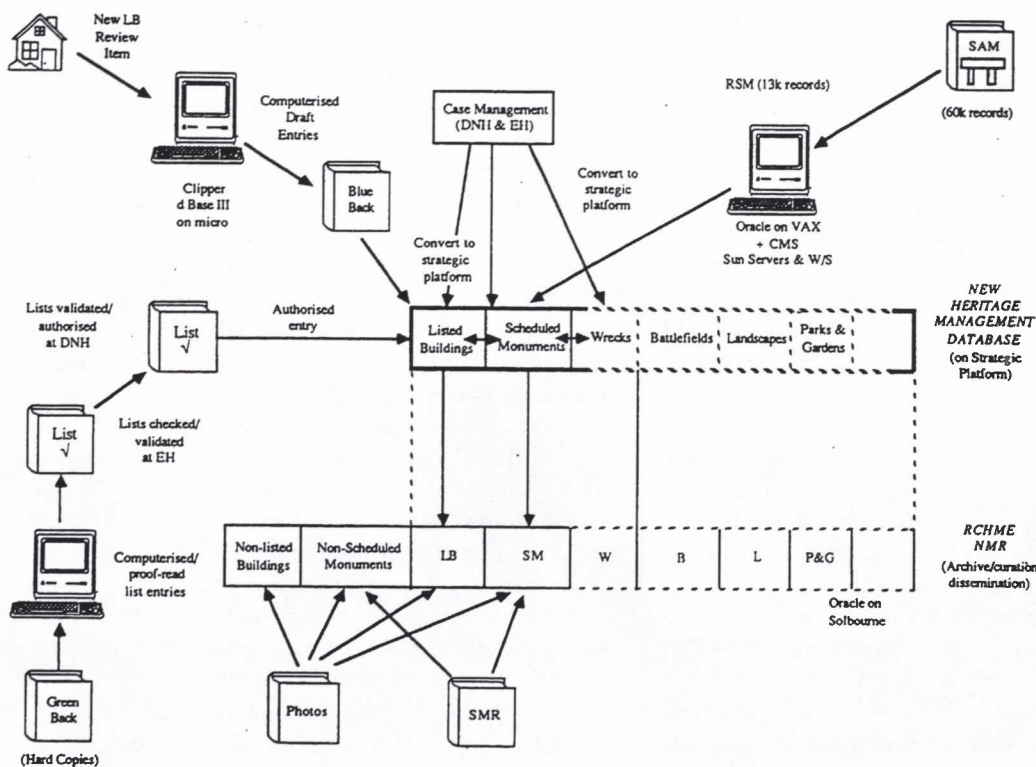 New LB
Review
Item
Computerised
Draft
Entries
Clipper
d Base III
on micro
Blue
Back
Case Management
(DNH & EH)
Convert to
strategic
platform
Convert to
strategic
platform
RSM (13k records)
SAM
(60k records)
Oracle on VAX
+ CMS
Sun Servers & W/S
Lists validated/
authorised
at DNH
List
√
Authorised
entry
Listed
Buildings
Scheduled
Monuments
Wrecks
Battlefields
Landscapes
Parks &
Gardens
NEW
HERITAGE
MANAGEMENT
DATABASE
(on Strategic
Platform)
List
√
Lists checked/
validated
at EH
Computerised/
proof-read
list entries
Non-listed
Buildings
Non-Scheduled
Monuments
LB
SM
W
B
L
P&G
RCHME
NMR
(Archive/curation
dissemination)
Oracle on
Solbourne
Green
Back
(Hard Copies)
Photos
SMR